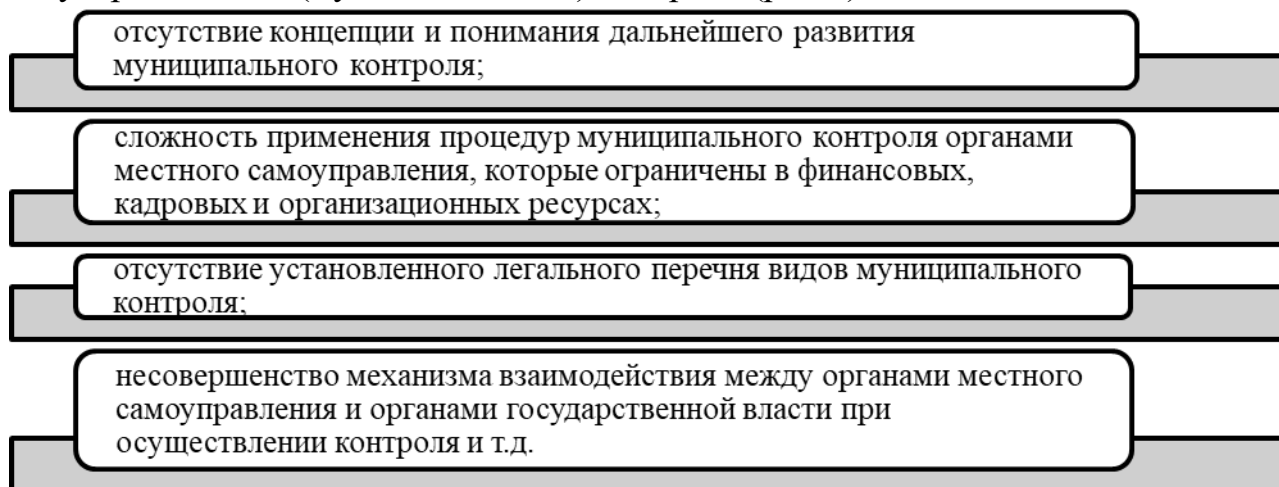 отсутствие концепции и понимания дальнейшего развития
муниципального контроля;
сложность применения процедур муниципального контроля органами
местного самоуправления, которые ограничены в финансовых,
кадровых и организационных ресурсах;
отсутствие установленного легального перечня видов муниципального
контроля;
несовершенство механизма взаимодействия между органами местного
самоуправления и органами государственной власти при
осуществлении контроля и т.д.